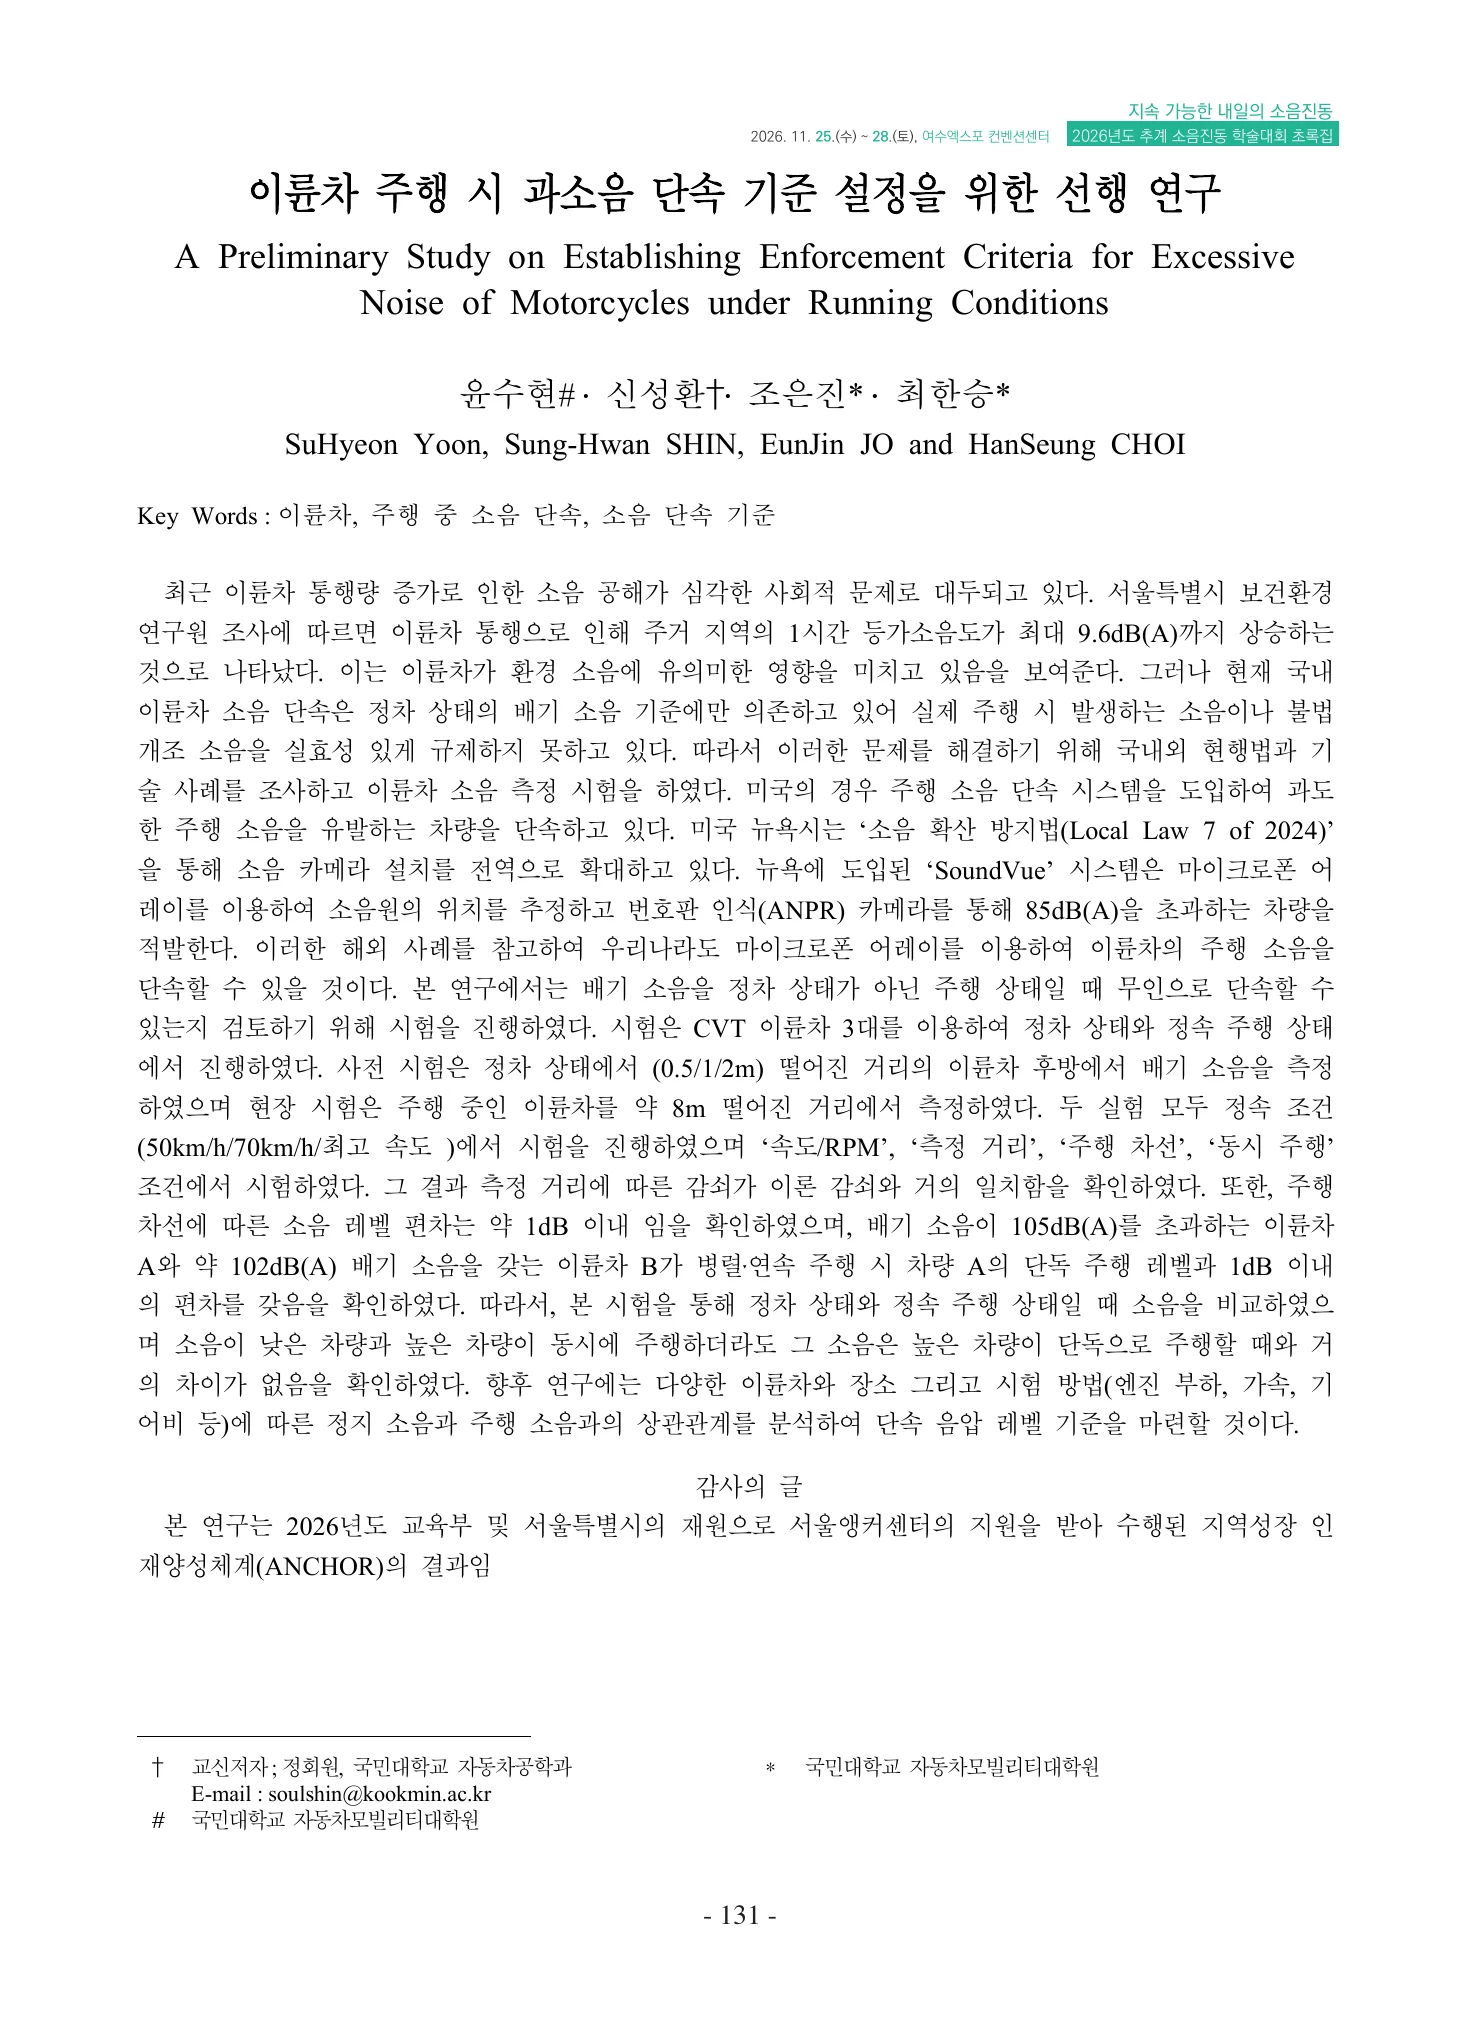 지속 가능한 내일의 소음진동
2026. 11. 25.(수) ~ 28.(토), 여수엑스포 컨벤션센터 2026년도 추계 소음진동 학술대회 초록집
이륜차 주행 시 과소음 단속 기준 설정을 위한 선행 연구
A Preliminary Study on Establishing Enforcement Criteria for Excessive
Noise of Motorcycles under Running Conditions
윤수현#· 신성환†· 조은진*· 최한승*
SuHyeon Yoon, Sung-Hwan SHIN, EunJin JO and HanSeung CHOI
Key Words : 이륜차, 주행 중 소음 단속, 소음 단속 기준
최근 이륜차 통행량 증가로 인한 소음 공해가 심각한 사회적 문제로 대두되고 있다. 서울특별시 보건환경
연구원 조사에 따르면 이륜차 통행으로 인해 주거 지역의 1시간 등가소음도가 최대 9.6dB(A)까지 상승하는
것으로 나타났다. 이는 이륜차가 환경 소음에 유의미한 영향을 미치고 있음을 보여준다. 그러나 현재 국내
이륜차 소음 단속은 정차 상태의 배기 소음 기준에만 의존하고 있어 실제 주행 시 발생하는 소음이나 불법
개조 소음을 실효성 있게 규제하지 못하고 있다. 따라서 이러한 문제를 해결하기 위해 국내외 현행법과 기
술 사례를 조사하고 이륜차 소음 측정 시험을 하였다. 미국의 경우 주행 소음 단속 시스템을 도입하여 과도
한 주행 소음을 유발하는 차량을 단속하고 있다. 미국 뉴욕시는 ‘소음 확산 방지법(Local Law 7 of 2024)’
을 통해 소음 카메라 설치를 전역으로 확대하고 있다. 뉴욕에 도입된 ‘SoundVue’ 시스템은 마이크로폰 어
레이를 이용하여 소음원의 위치를 추정하고 번호판 인식(ANPR) 카메라를 통해 85dB(A)을 초과하는 차량을
적발한다. 이러한 해외 사례를 참고하여 우리나라도 마이크로폰 어레이를 이용하여 이륜차의 주행 소음을
단속할 수 있을 것이다. 본 연구에서는 배기 소음을 정차 상태가 아닌 주행 상태일 때 무인으로 단속할 수
있는지 검토하기 위해 시험을 진행하였다. 시험은 CVT 이륜차 3대를 이용하여 정차 상태와 정속 주행 상태
에서 진행하였다. 사전 시험은 정차 상태에서 (0.5/1/2m) 떨어진 거리의 이륜차 후방에서 배기 소음을 측정
하였으며 현장 시험은 주행 중인 이륜차를 약 8m 떨어진 거리에서 측정하였다. 두 실험 모두 정속 조건
(50km/h/70km/h/최고 속도 )에서 시험을 진행하였으며 ‘속도/RPM’, ‘측정 거리’, ‘주행 차선’, ‘동시 주행’
조건에서 시험하였다. 그 결과 측정 거리에 따른 감쇠가 이론 감쇠와 거의 일치함을 확인하였다. 또한, 주행
차선에 따른 소음 레벨 편차는 약 1dB 이내 임을 확인하였으며, 배기 소음이 105dB(A)를 초과하는 이륜차
A와 약 102dB(A) 배기 소음을 갖는 이륜차 B가 병렬·연속 주행 시 차량 A의 단독 주행 레벨과 1dB 이내
의 편차를 갖음을 확인하였다. 따라서, 본 시험을 통해 정차 상태와 정속 주행 상태일 때 소음을 비교하였으
며 소음이 낮은 차량과 높은 차량이 동시에 주행하더라도 그 소음은 높은 차량이 단독으로 주행할 때와 거
의 차이가 없음을 확인하였다. 향후 연구에는 다양한 이륜차와 장소 그리고 시험 방법(엔진 부하, 가속, 기
어비 등)에 따른 정지 소음과 주행 소음과의 상관관계를 분석하여 단속 음압 레벨 기준을 마련할 것이다.
감사의 글
본 연구는 2026년도 교육부 및 서울특별시의 재원으로 서울앵커센터의 지원을 받아 수행된 지역성장 인
재양성체계(ANCHOR)의 결과임
† 교신저자 ; 정회원, 국민대학교 자동차공학과
E-mail : soulshin@kookmin.ac.kr
# 국민대학교 자동차모빌리티대학원
* 국민대학교 자동차모빌리티대학원
- 131 -